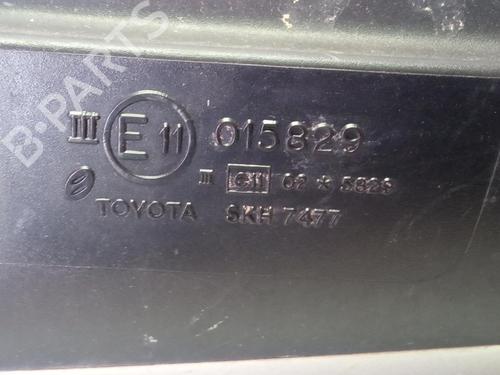 B-PARTS
III E 11 015829
III e11 02 * 5829
TOYOTA SKH 7477